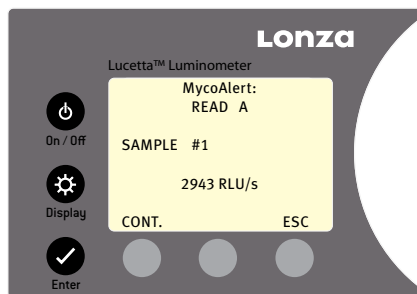 Lonza
Lucetta™ Luminometer
MycoAlert:
READ A
SAMPLE #1
2943 RLU/s
CONT. ESC
On / Off
Display
Enter